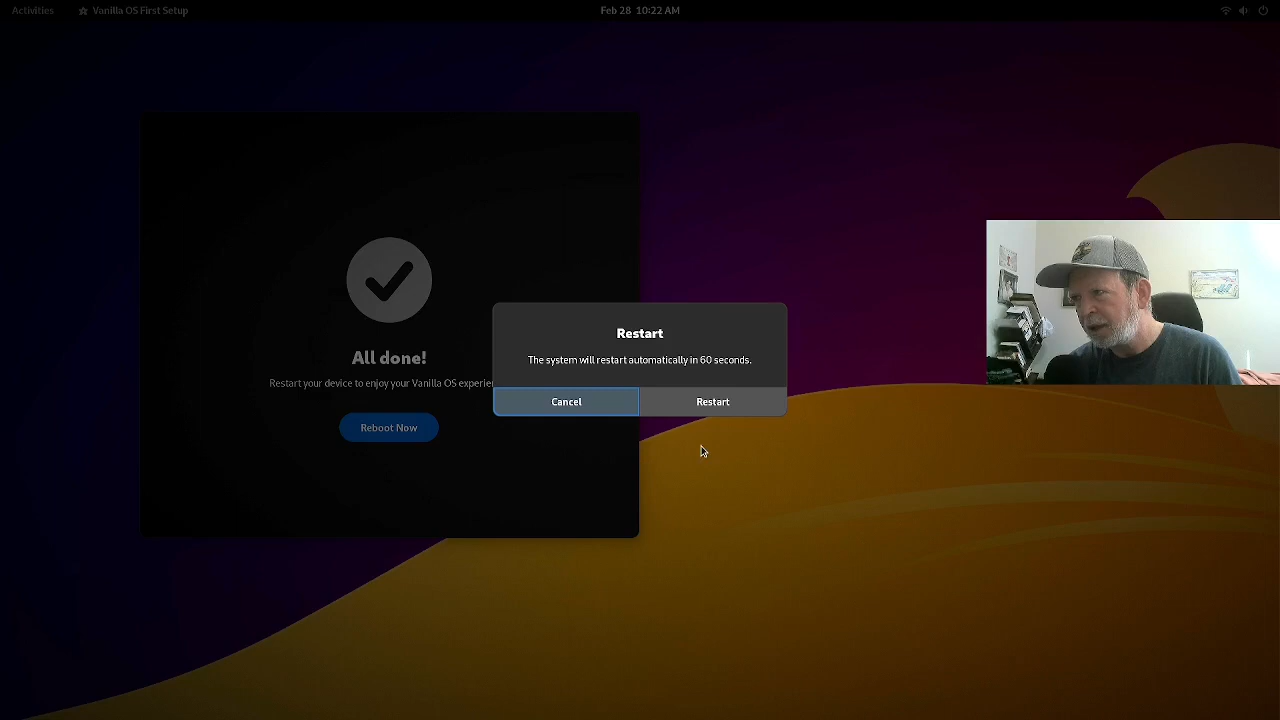 Activities
Vanilla OS First Setup
Feb 28 10:22 AM
All done!
Restart your device to enjoy your Vanilla OS
Reboot Now
Restart
The system will restart automatically in 60 seconds.
Cancel
Restart